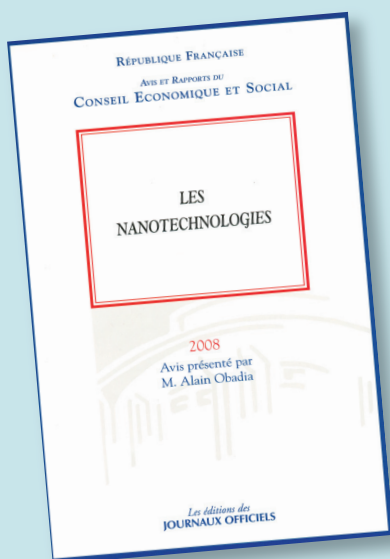 RÉPUBLIQUE FRANÇAISE
AVIS ET RAPPORTS DU
CONSEIL ECONOMIQUE ET SOCIAL
LES
NANOTECHNOLOGIES
2008
Avis présenté par
M. Alain Obadia
Les éditions des
JOURNAUX OFFICIELS